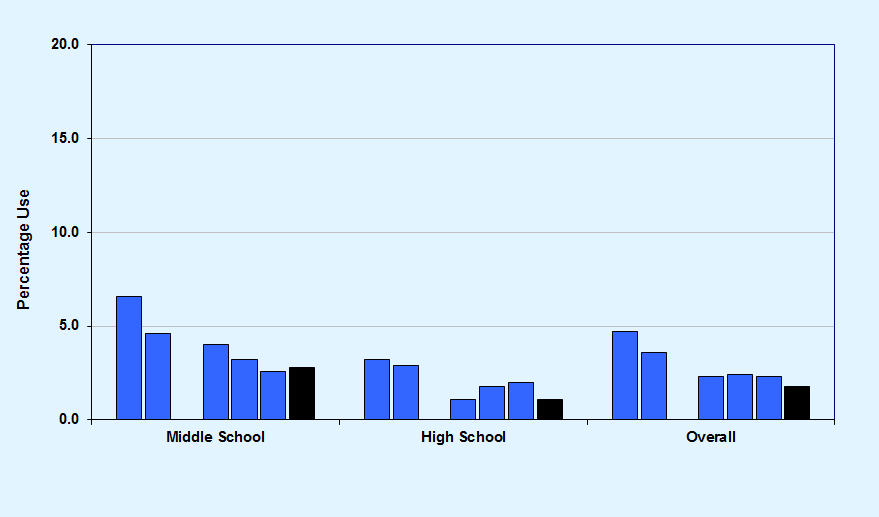 20.0
15.0
10.0
5.0
0.0
Percentage Use
Middle School
High School
Overall